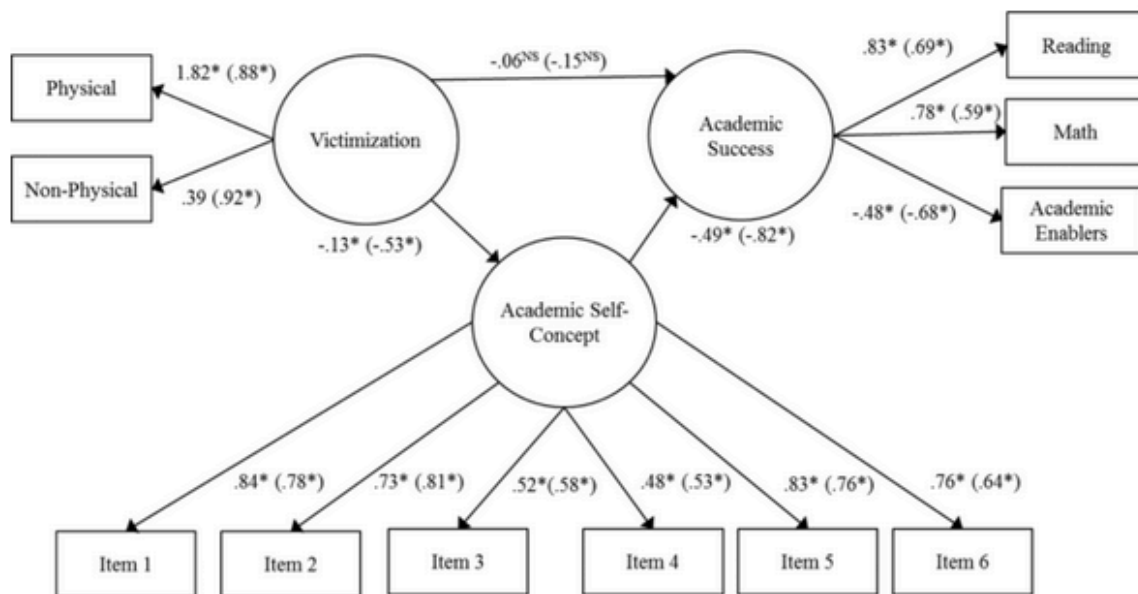 Physical
Non-Physical
1.82* (.88*)
.39 (.92*)
Victimization
-.06NS (-.15NS)
Academic
Success
.83* (.69*)
.78* (.59*)
-.48* (-.68*)
Reading
Math
Academic
Enablers
-.13* (-.53*)
-.49* (-.82*)
Academic Self-
Concept
.84* (.78*)
.73* (.81*)
.52*(.58*)
.48* (.53*)
.83* (.76*)
.76* (.64*)
Item 1
Item 2
Item 3
Item 4
Item 5
Item 6